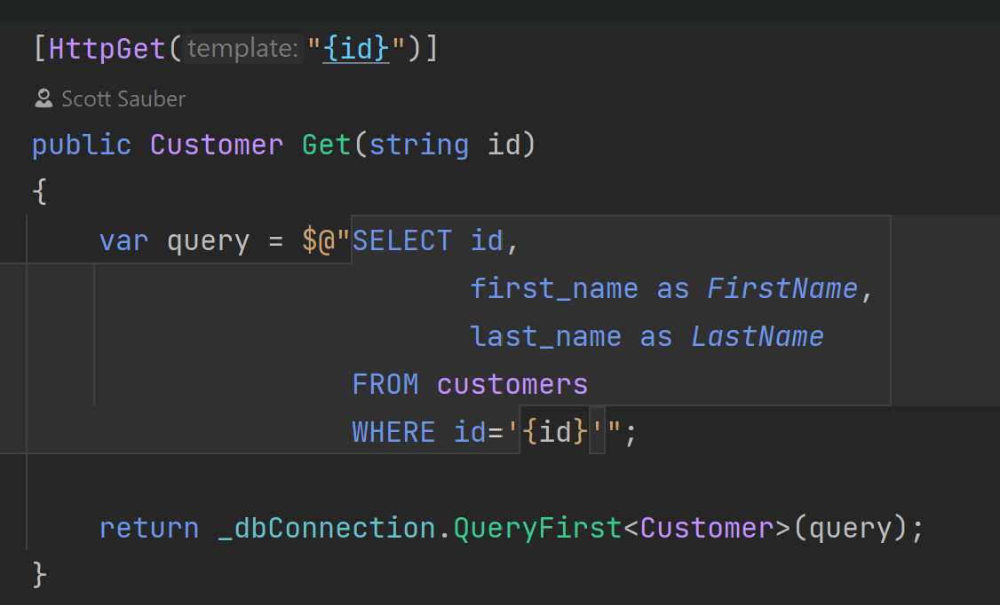 [HttpGet(template:"{id}")]
Scott Sauber
public Customer Get(string id)
{
var query = $@"SELECT id,
first_name as FirstName,
last_name as LastName
FROM customers
WHERE id='{id}'";
return _dbConnection.QueryFirst<Customer>(query);
}